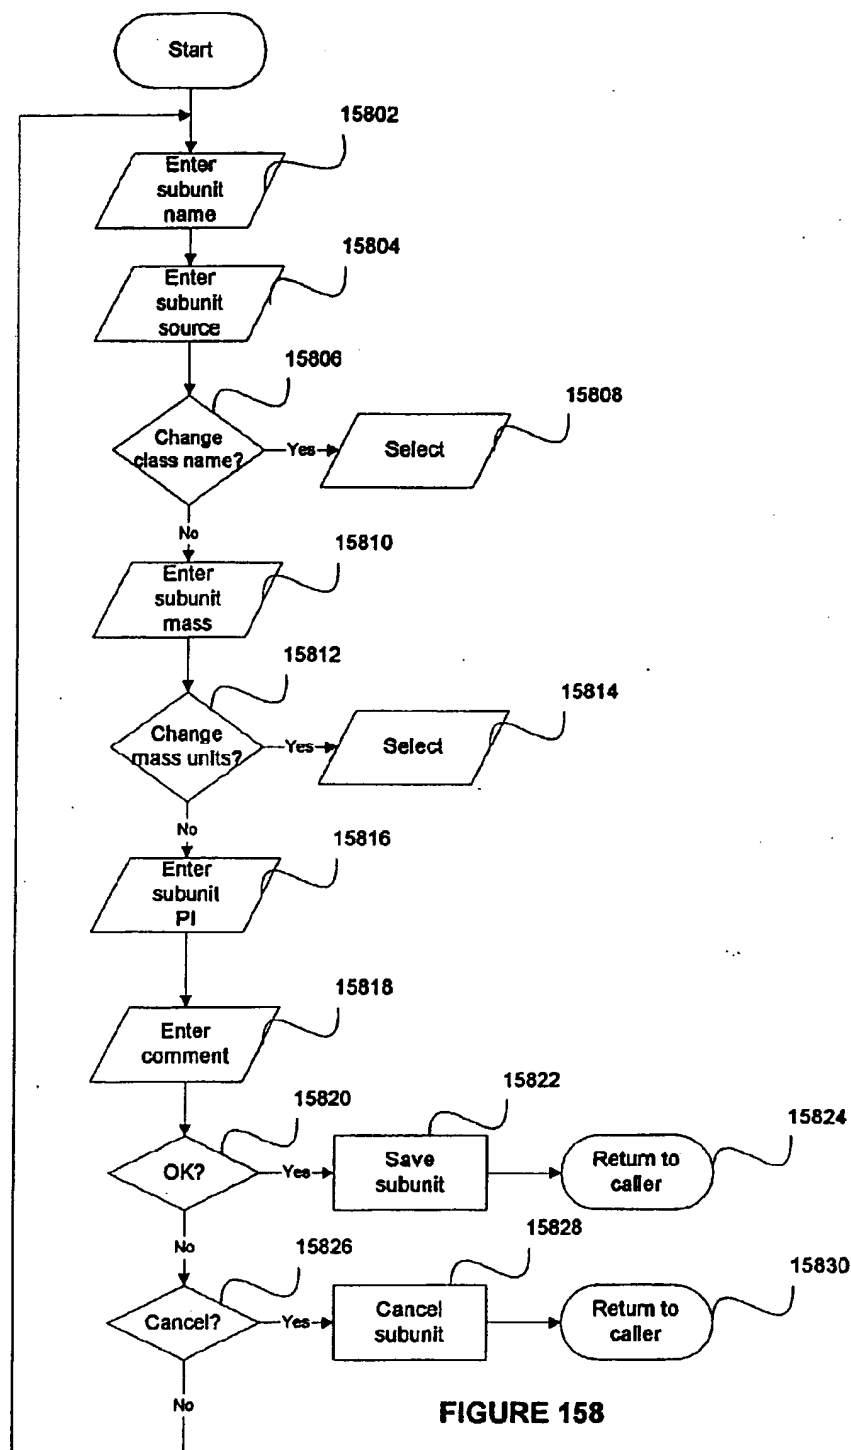 Start
15802
Enter
subunit
name
15804
Enter
subunit
source
15806
Change
class name?
Yes
15808
Select
No
15810
Enter
subunit
mass
15812
Change
mass units?
Yes
15814
Select
No
15816
Enter
subunit
PI
15818
Enter
comment
15820
OK?
Yes
15822
Save
subunit
15824
Return to
caller
No
15826
Cancel?
Yes
15828
Cancel
subunit
15830
Return to
caller
No
FIGURE 158